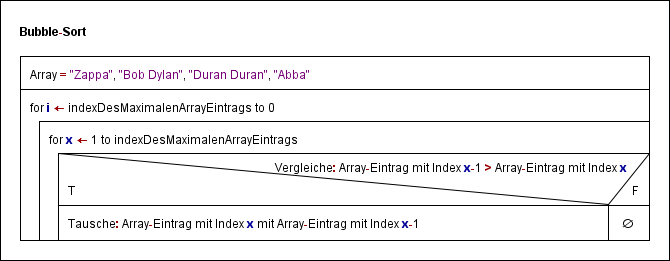 Bubble-Sort
Array = "Zappa", "Bob Dylan", "Duran Duran", "Abba"
for i ← indexDesMaximalenArrayEintrags to 0
for x ← 1 to indexDesMaximalenArrayEintrags
Vergleiche: Array-Eintrag mit Index x-1 > Array-Eintrag mit Index x
T F
Tausche: Array-Eintrag mit Index x mit Array-Eintrag mit Index x-1 ∅